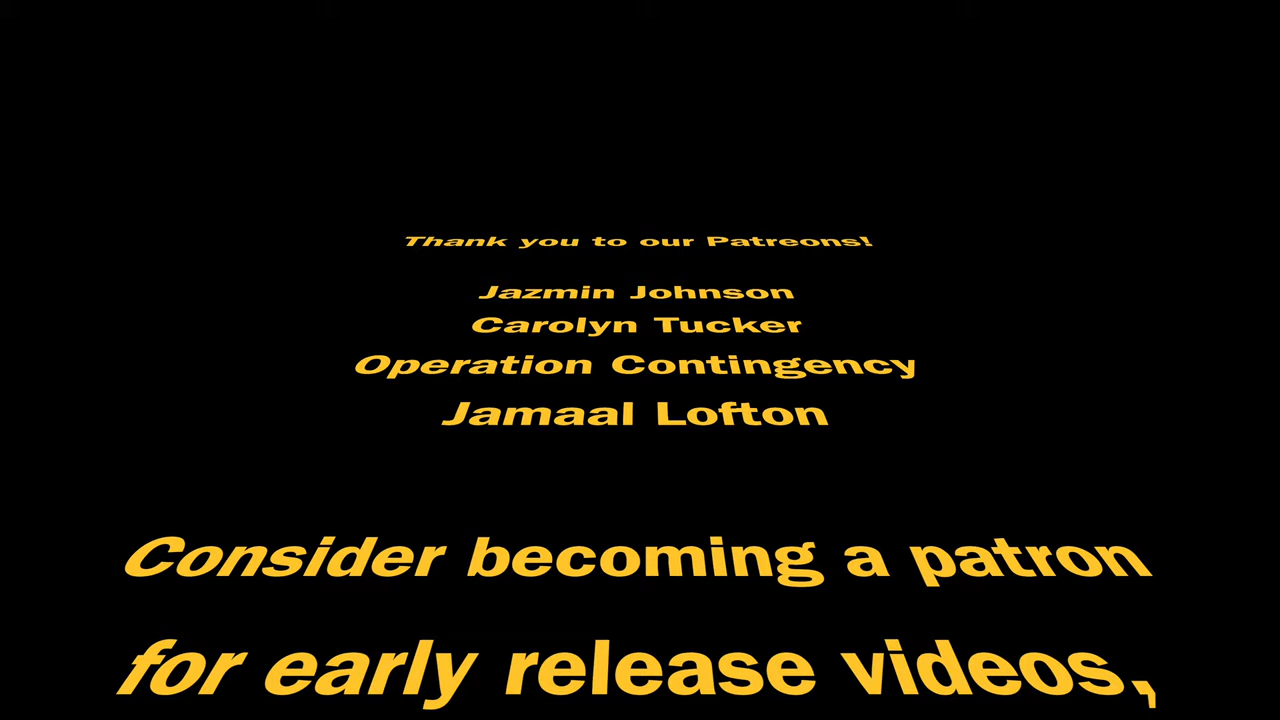 Thank you to our Patreons!
Jazmin Johnson
Carolyn Tucker
Operation Contingency
Jamaal Lofton
Consider becoming a patron
for early release videos,